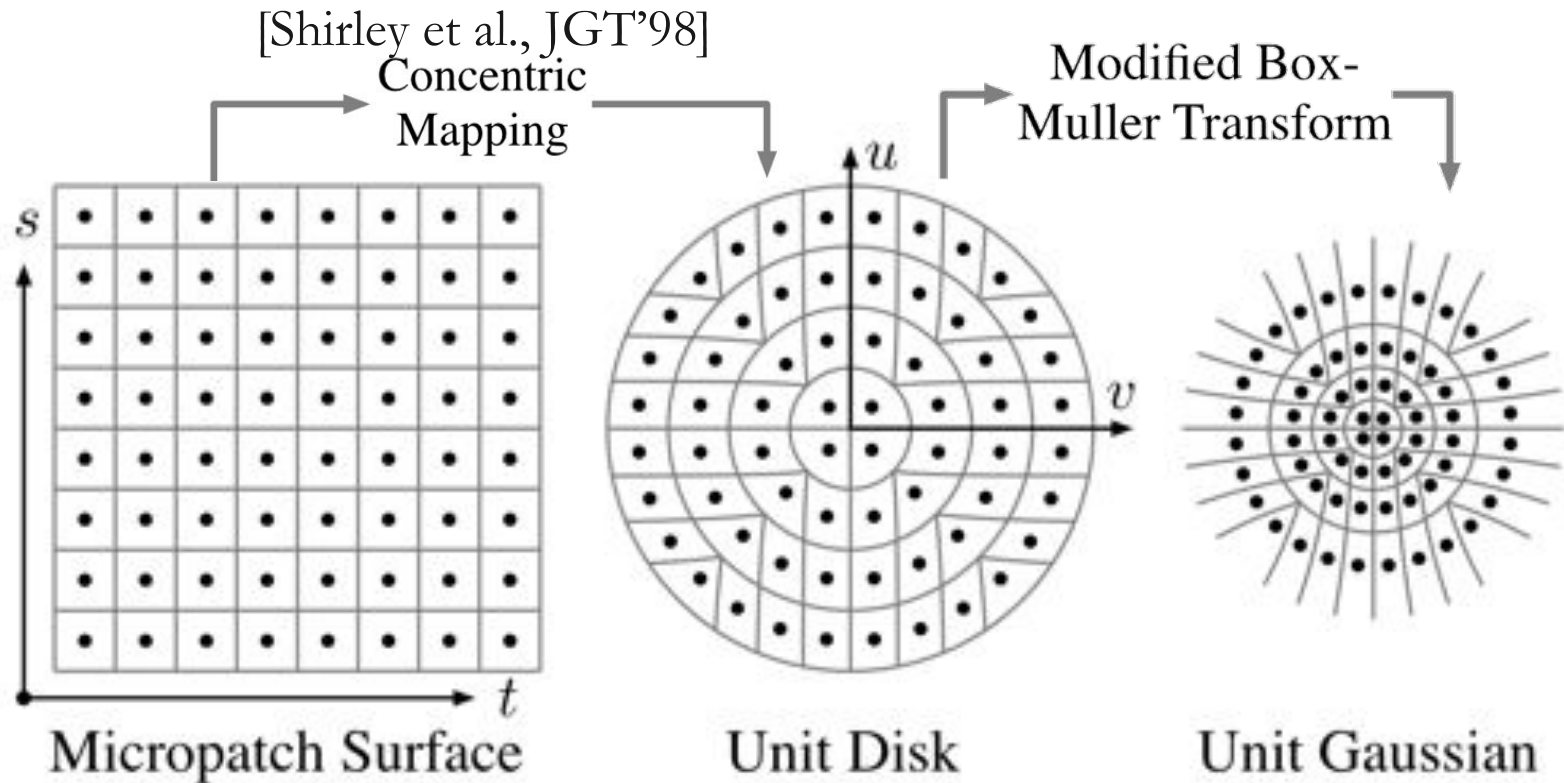 [Shirley et al., JGT’98]
Concentric
Mapping
Modified Box-
Muller Transform
s
t
u
v
Micropatch Surface
Unit Disk
Unit Gaussian